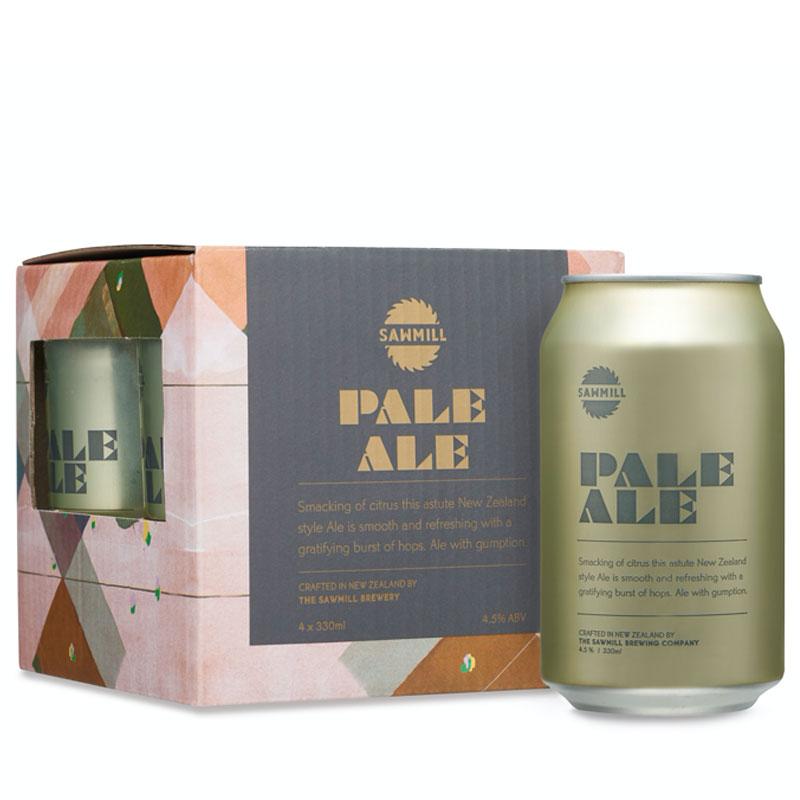 SAWMILL
PALE
ALE
Smacking of citrus this astute New Zealand
style Ale is smooth and refreshing with a
gratifying burst of hops. Ale with gumption.
CRAFTED IN NEW ZEALAND BY
THE SAWMILL BREWERY
4 x 330ml
4.5% ABV
ALE
LE
SAWMILL
PALE
ALE
Smacking of citrus this astute New Zealand
style Ale is smooth and refreshing with a
gratifying burst of hops. Ale with gumption.
CRAFTED IN NEW ZEALAND BY
THE SAWMILL BREWING COMPANY
4.5 % / 330ml